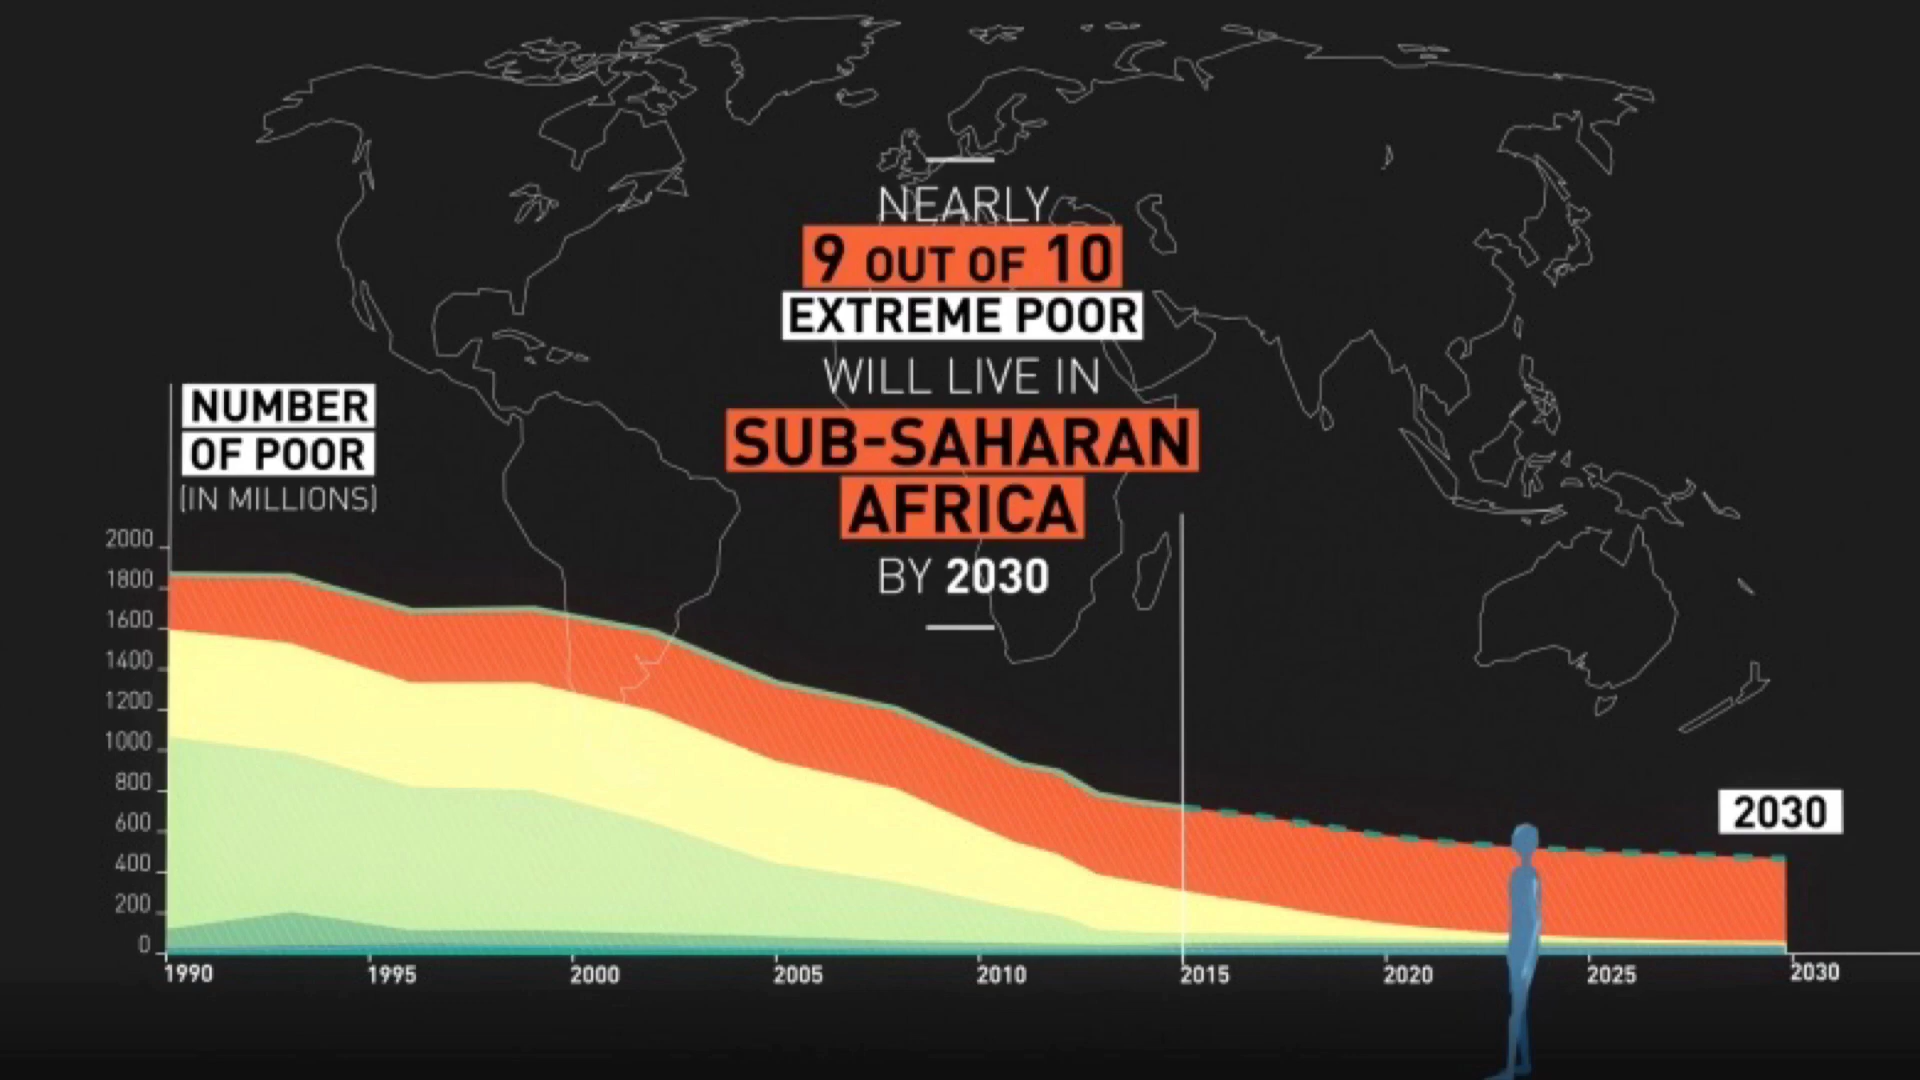 NEARLY
9 OUT OF 10
EXTREME POOR
WILL LIVE IN
SUB-SAHARAN
AFRICA
BY 2030
NUMBER
OF POOR
(IN MILLIONS)
2000
1800
1600
1400
1200
1000
800
600
400
200
0
2030
1990 1995 2000 2005 2010 2015 2020 2025 2030